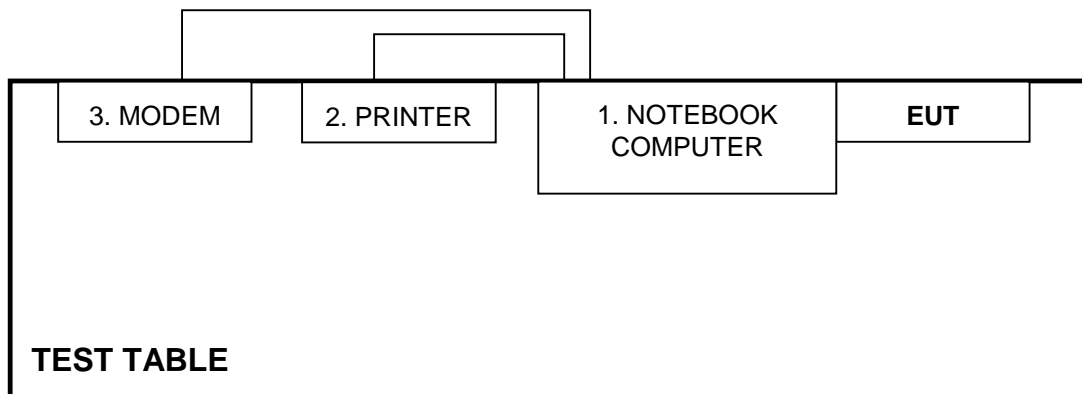 3. MODEM
2. PRINTER
1. NOTEBOOK
COMPUTER
EUT
TEST TABLE